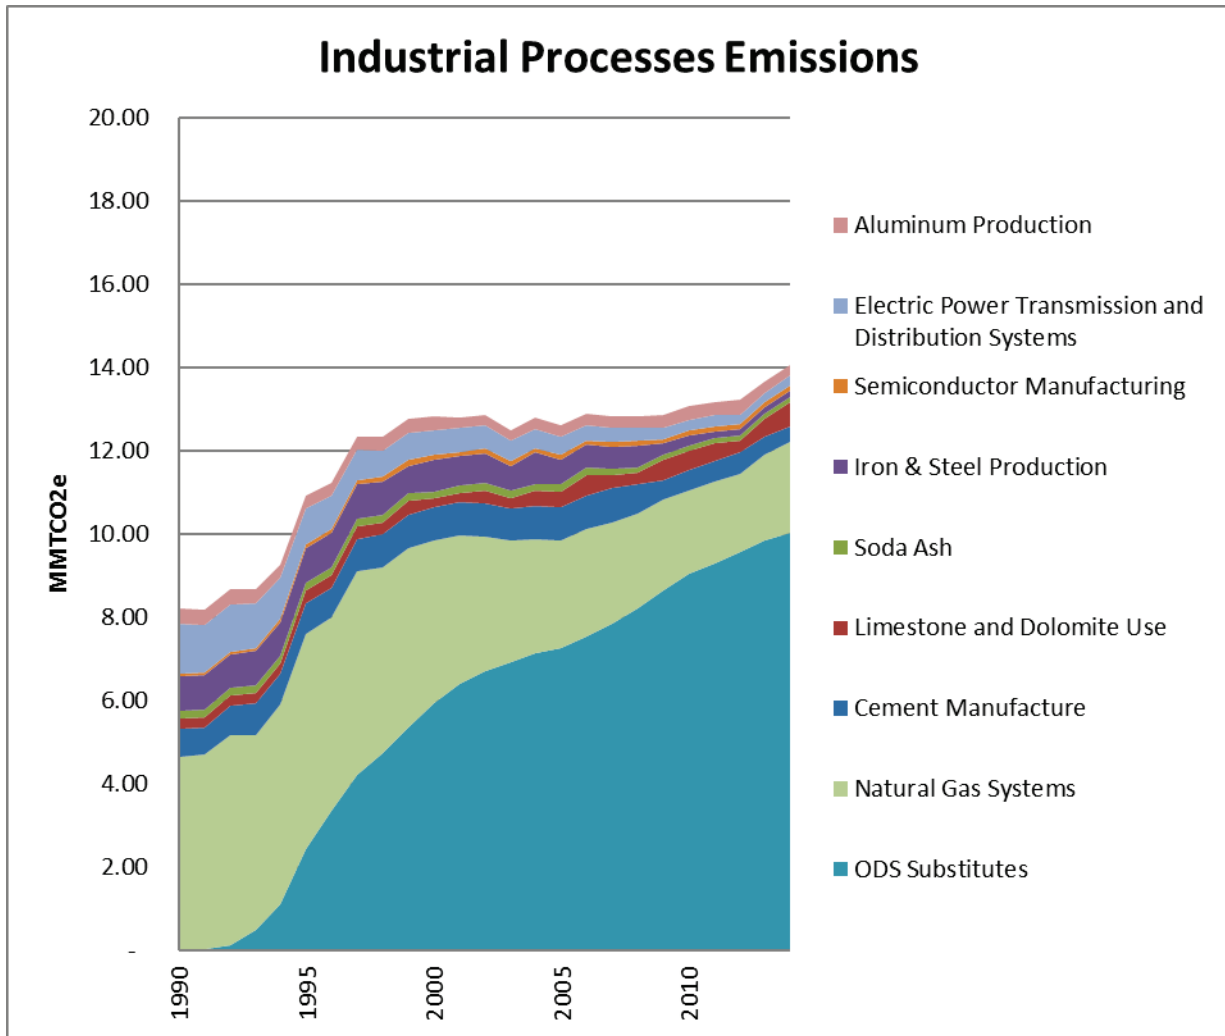 Industrial Processes Emissions
20.00
18.00
16.00
14.00
12.00
10.00
8.00
6.00
4.00
2.00
-
MMTCO2e
1990
1995
2000
2005
2010
Aluminum Production
Electric Power Transmission and
Distribution Systems
Semiconductor Manufacturing
Iron & Steel Production
Soda Ash
Limestone and Dolomite Use
Cement Manufacture
Natural Gas Systems
ODS Substitutes